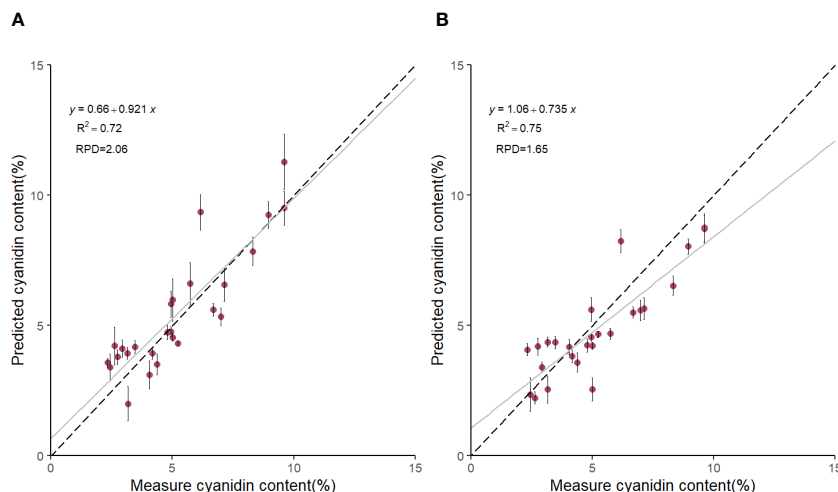 A
15
10
5
0
Predicted cyanidin content(%)
y = 0.66 + 0.921 x
R² = 0.72
RPD=2.06
0 5 10 15
Measure cyanidin content(%)
B
15
10
5
0
Predicted cyanidin content(%)
y = 1.06 + 0.735 x
R² = 0.75
RPD=1.65
0 5 10 15
Measure cyanidin content(%)